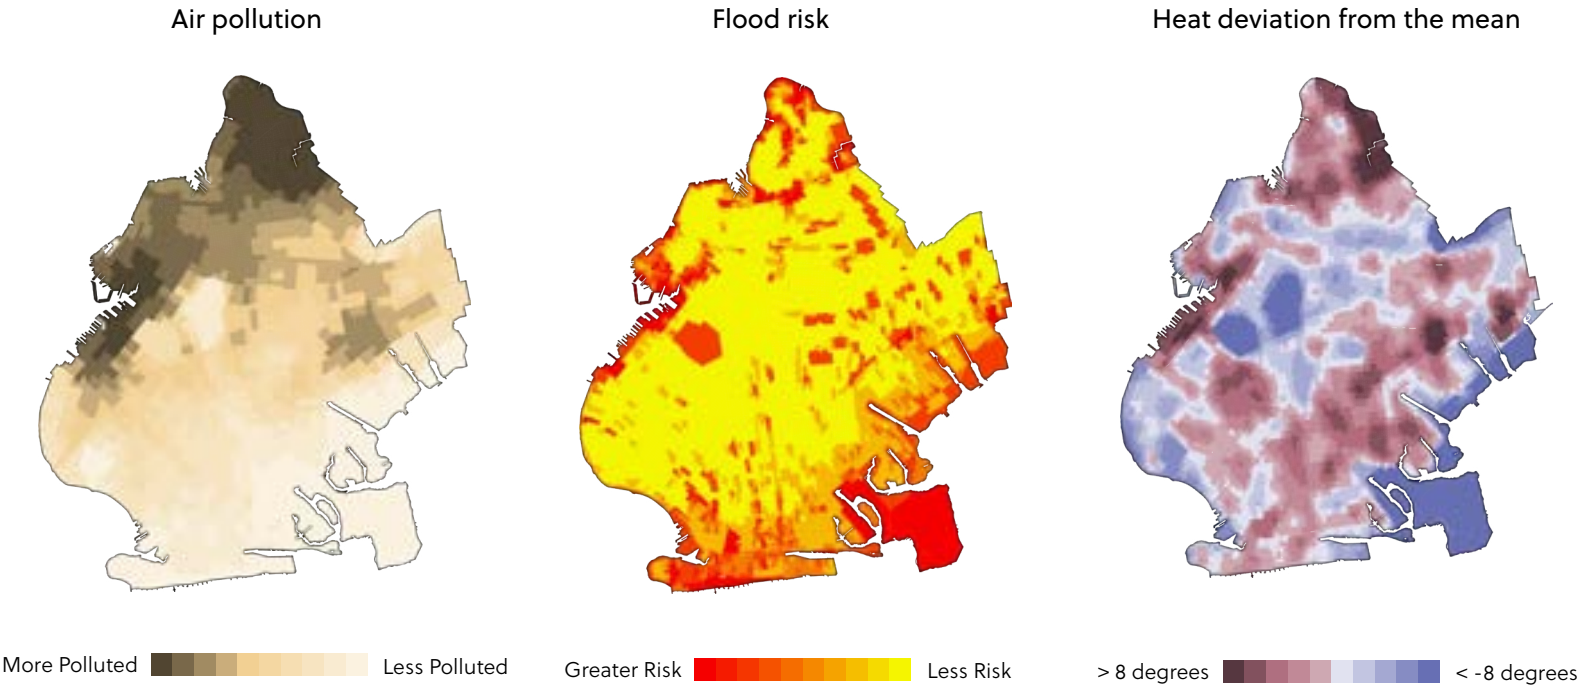 Air pollution
Flood risk
Heat deviation from the mean
More Polluted
Less Polluted
Greater Risk
Less Risk
> 8 degrees
< -8 degrees